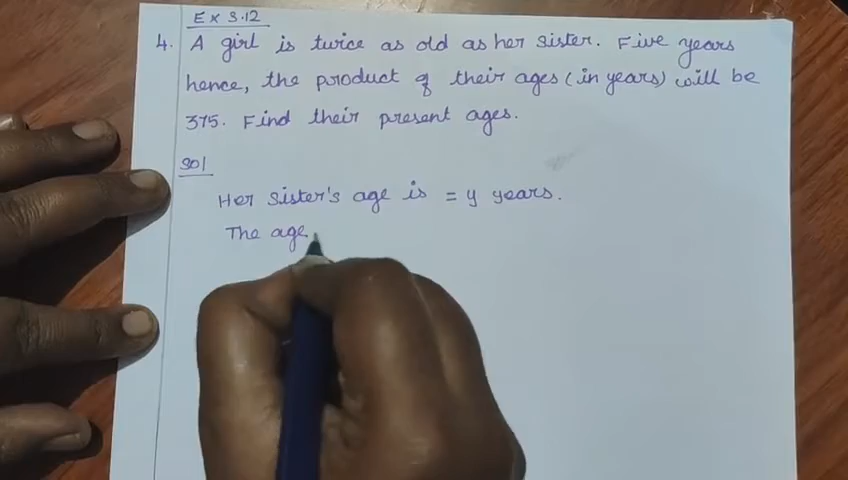 Ex 3.12
4. A girl is twice as old as her sister. Five years
hence, the product of their ages (in years) will be
375. Find their present ages.
Sol
Her sister's age is = y years.
The age